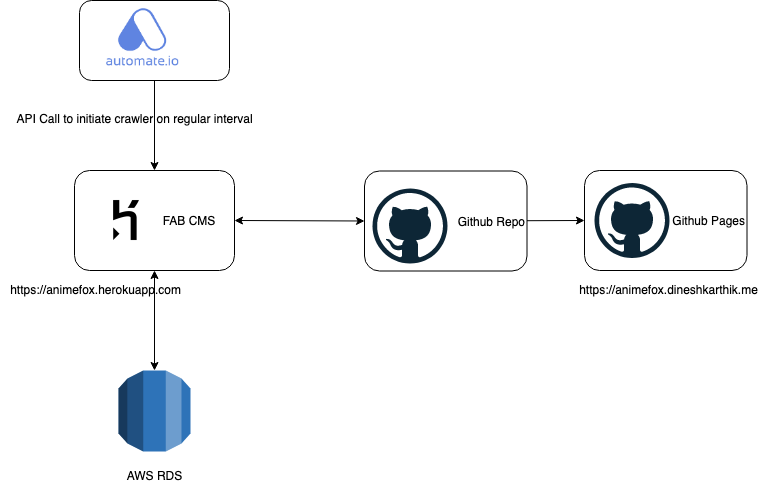 automate.io
API Call to initiate crawler on regular interval
FAB CMS
Github Repo
Github Pages
https://animefox.herokuapp.com
https://animefox.dineshkarthik.me
AWS RDS